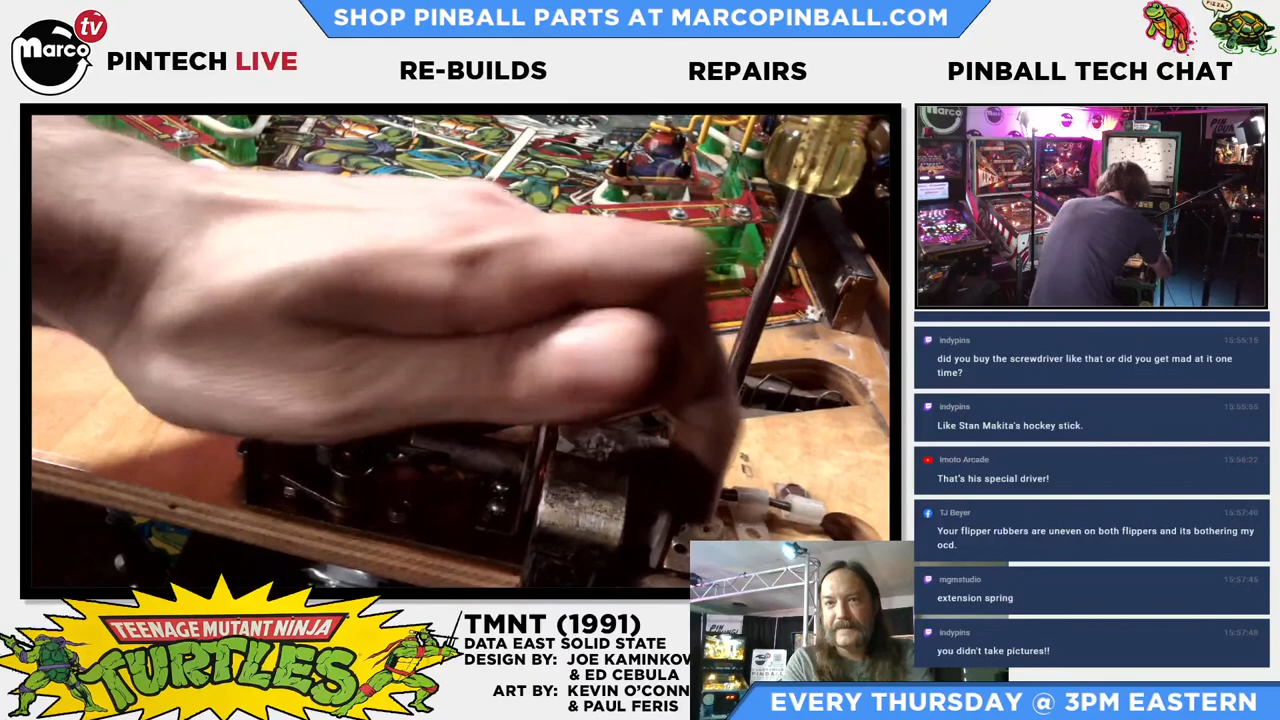 SHOP PINBALL PARTS AT MARCOPINBALL.COM
Marco tv
PINTECH LIVE
RE-BUILDS
REPAIRS
PINBALL TECH CHAT
PIZZA!
Marco
indypins 15:55:15
did you buy the screwdriver like that or did you get mad at it one
time?
indypins 15:55:55
Like Stan Makita's hockey stick.
Imoto Arcade 15:56:22
That's his special driver!
TJ Beyer 15:57:40
Your flipper rubbers are uneven on both flippers and its bothering my
ocd.
mgmstudio 15:57:45
extension spring
indypins 15:57:48
you didn't take pictures!!
TEENAGE MUTANT NINJA
TURTLES
TMNT (1991)
DATA EAST SOLID STATE
DESIGN BY: JOE KAMINKOW
& ED CEBULA
ART BY: KEVIN O'CONN
& PAUL FERIS
EVERY THURSDAY @ 3PM EASTERN